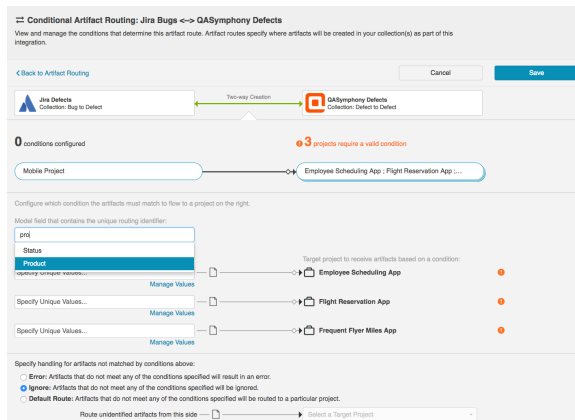 Conditional Artifact Routing: Jira Bugs <--> QASymphony Defects
View and manage the conditions that determine this artifact route. Artifact routes specify where artifacts will be created in your collection(s) as part of this
integration.
Back to Artifact Routing
Cancel
Save
Jira Defects
Collection: Bug to Defect
Two-way Creation
QASymphony Defects
Collection: Defect to Defect
0 conditions configured
3 projects require a valid condition
Mobile Project
Employee Scheduling App ; Flight Reservation App ;...
Configure which condition the artifacts must match to flow to a project on the right.
Model field that contains the unique routing identifier:
pro
Status
Product
Target project to receive artifacts based on a condition:
Specify Unique Values...
Employee Scheduling App
Manage Values
Specify Unique Values...
Flight Reservation App
Manage Values
Specify Unique Values...
Frequent Flyer Miles App
Manage Values
Specify handling for artifacts not matched by conditions above:
Error: Artifacts that do not meet any of the conditions specified will result in an error.
Ignore: Artifacts that do not meet any of the conditions specified will be ignored.
Default Route: Artifacts that do not meet any of the conditions specified will be routed to a particular project.
Route unidentified artifacts from this side
Select a Target Project